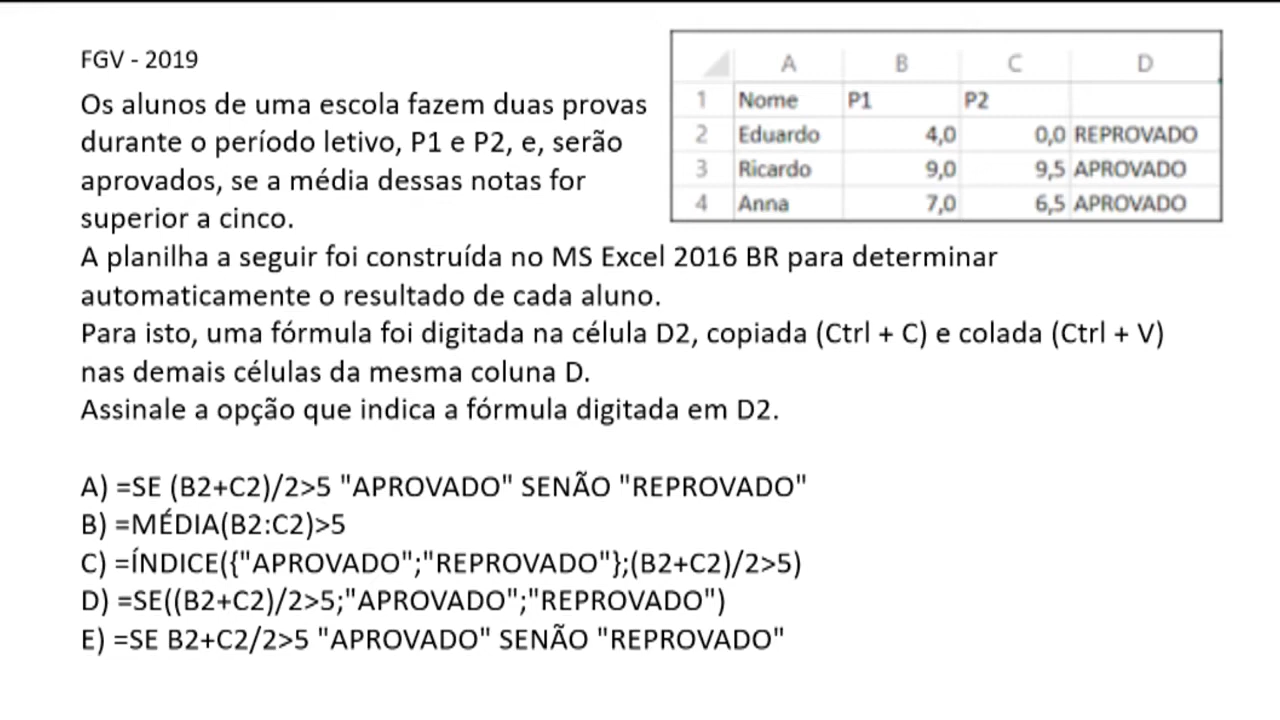 FGV - 2019
Os alunos de uma escola fazem duas provas
durante o período letivo, P1 e P2, e, serão
aprovados, se a média dessas notas for
superior a cinco.
A B C D
1 Nome P1 P2
2 Eduardo 4,0 0,0 REPROVADO
3 Ricardo 9,0 9,5 APROVADO
4 Anna 7,0 6,5 APROVADO
A planilha a seguir foi construída no MS Excel 2016 BR para determinar
automaticamente o resultado de cada aluno.
Para isto, uma fórmula foi digitada na célula D2, copiada (Ctrl + C) e colada (Ctrl + V)
nas demais células da mesma coluna D.
Assinale a opção que indica a fórmula digitada em D2.
A) =SE (B2+C2)/2>5 "APROVADO" SENÃO "REPROVADO"
B) =MÉDIA(B2:C2)>5
C) =ÍNDICE({"APROVADO";"REPROVADO"};(B2+C2)/2>5)
D) =SE((B2+C2)/2>5;"APROVADO";"REPROVADO")
E) =SE B2+C2/2>5 "APROVADO" SENÃO "REPROVADO"